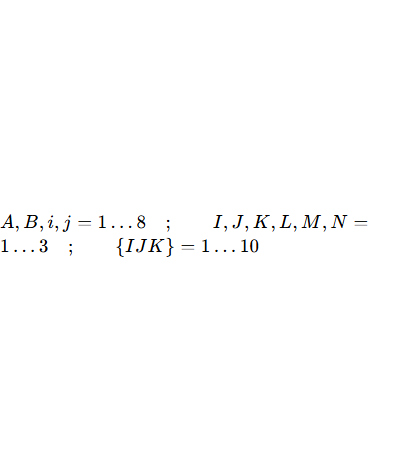 A, B, i, j = 1 … 8 ; I, J, K, L, M, N =
1 … 3 ; {IJK} = 1 … 10